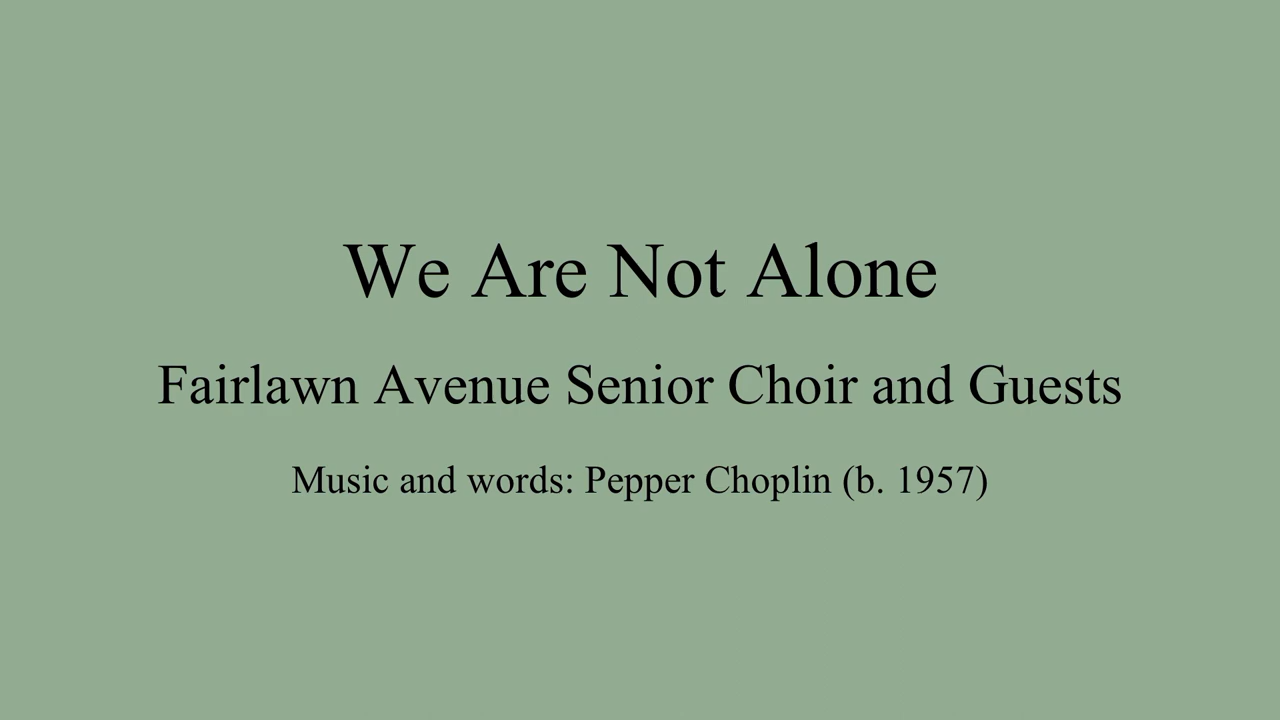 We Are Not Alone
Fairlawn Avenue Senior Choir and Guests
Music and words: Pepper Choplin (b. 1957)